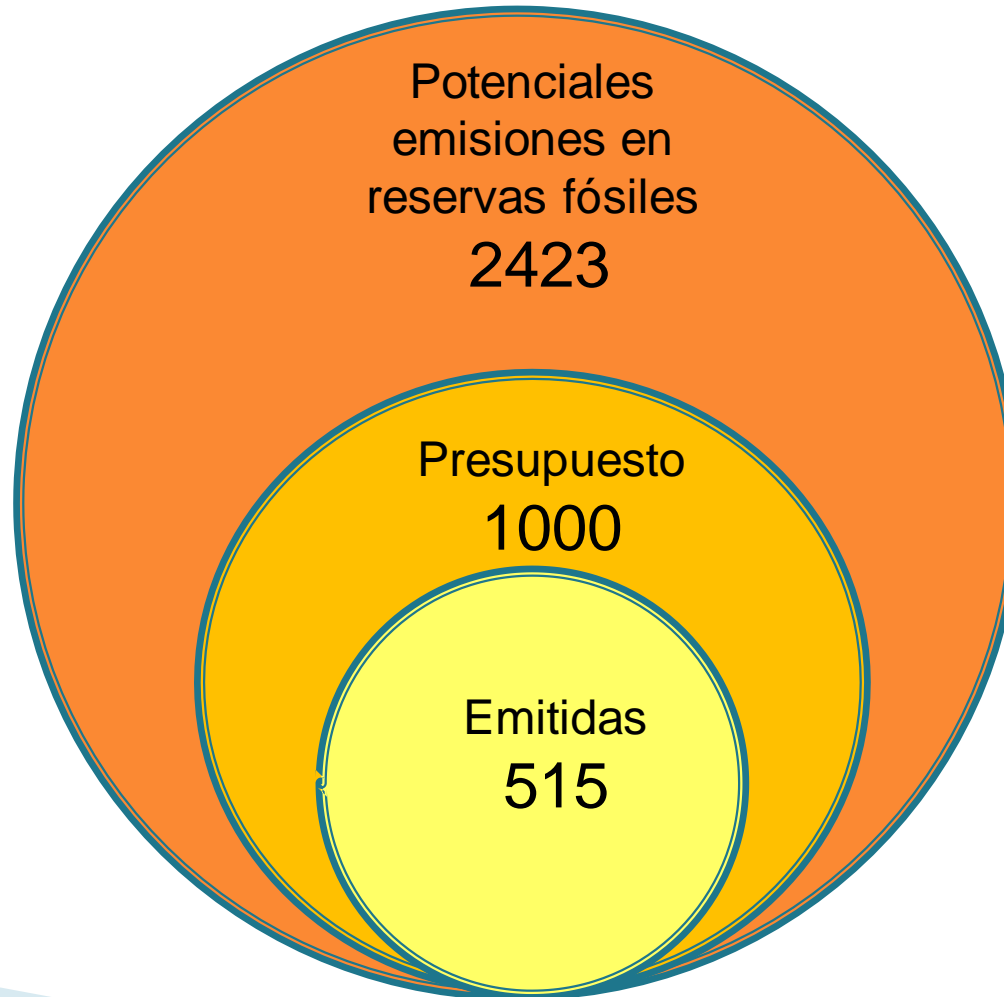 Potenciales
emisiones en
reservas fósiles
2423
Presupuesto
1000
Emitidas
515